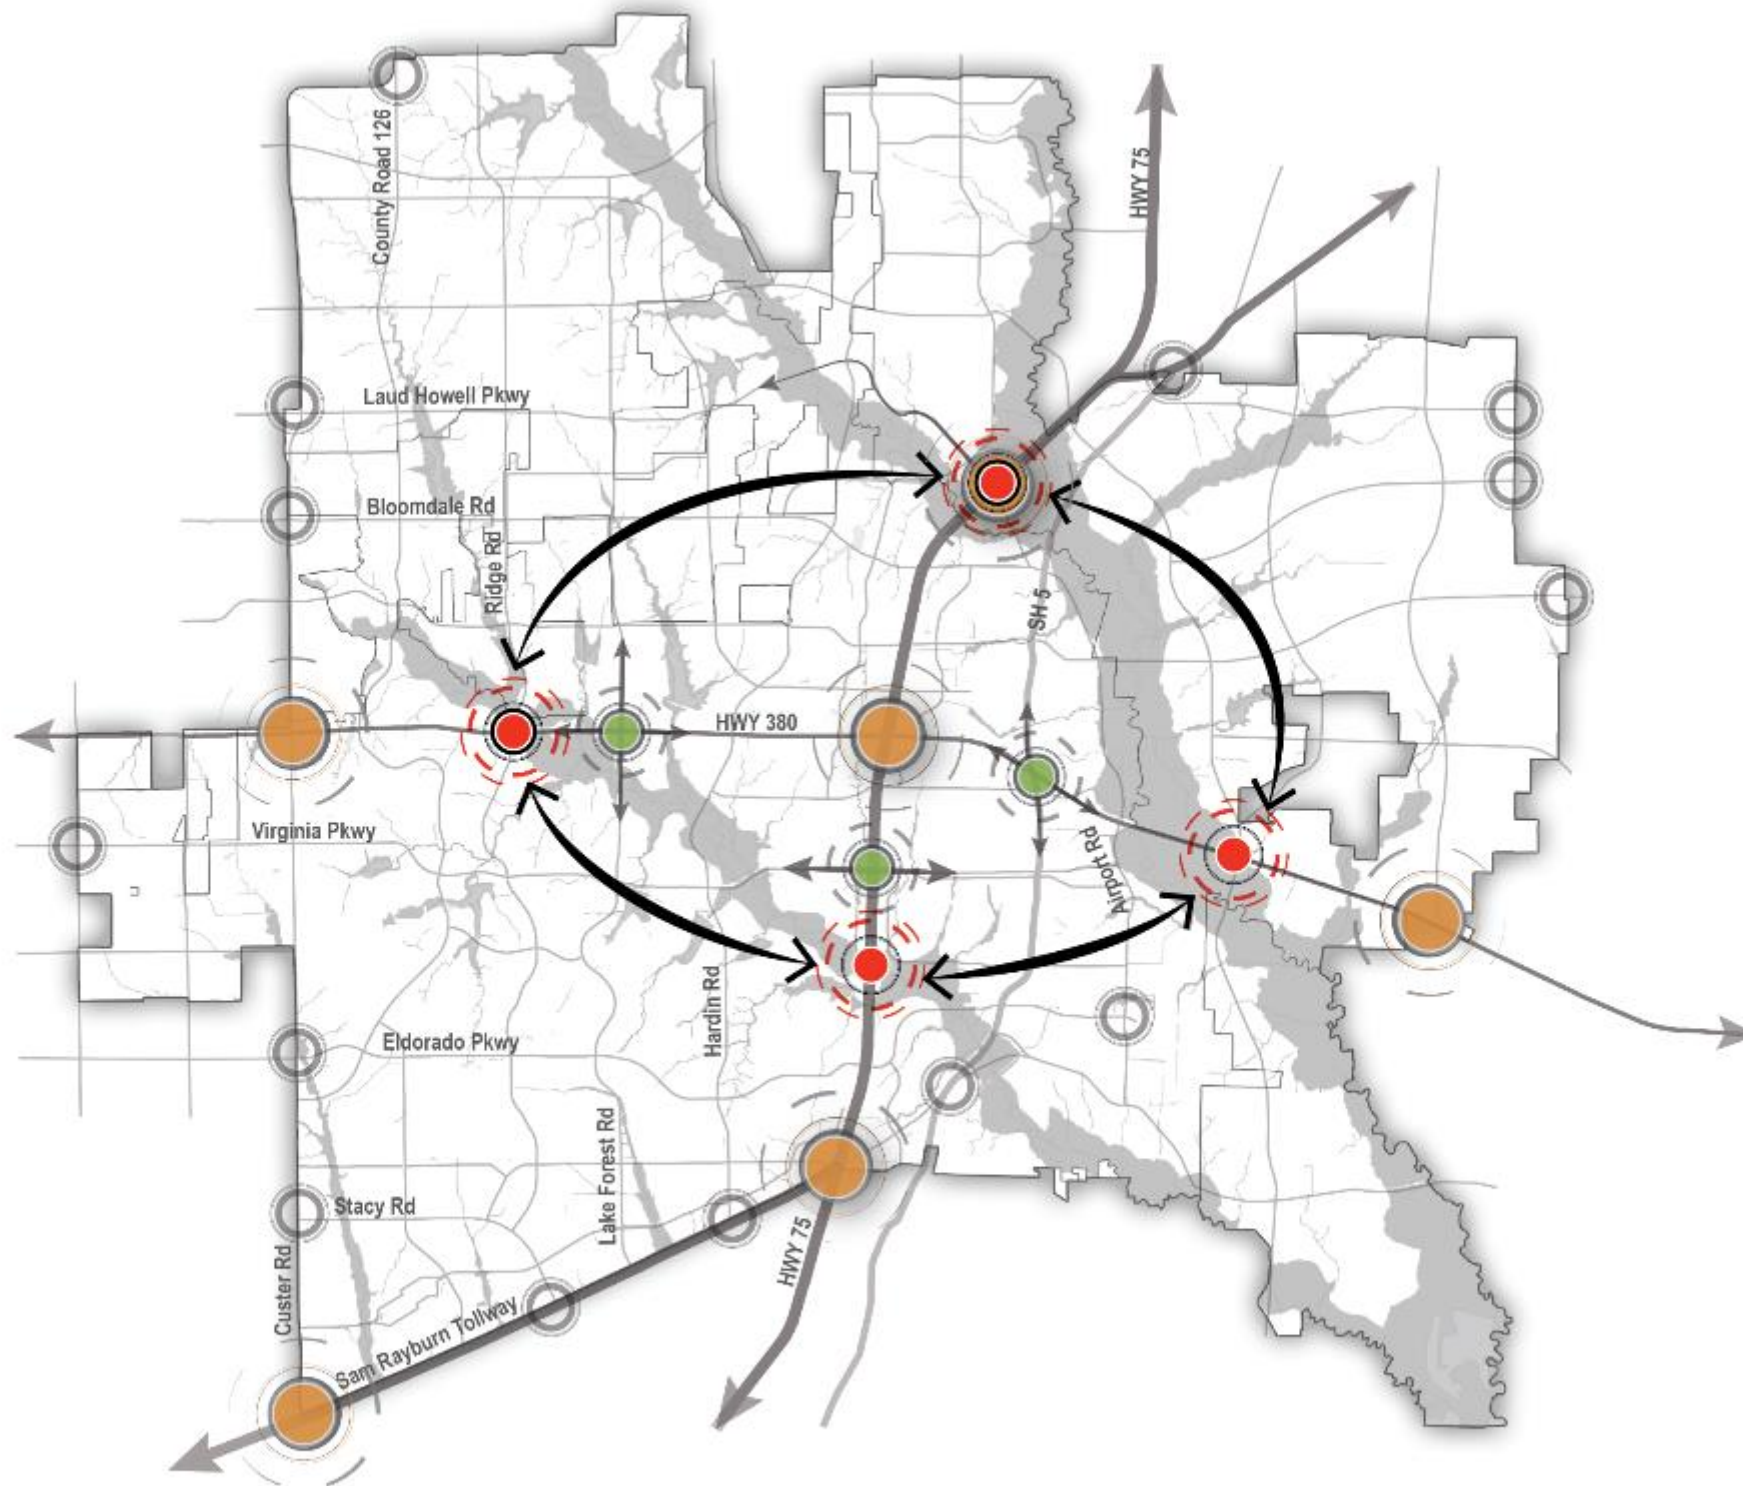 County Road 126
HWY 75
Laud Howell Pkwy
Bloomdale Rd
Ridge Rd
SH 5
HWY 380
Virginia Pkwy
Airport Rd
Hardin Rd
Eldorado Pkwy
Lake Forest Rd
Stacy Rd
HWY 75
Custer Rd
Sam Rayburn Tollway